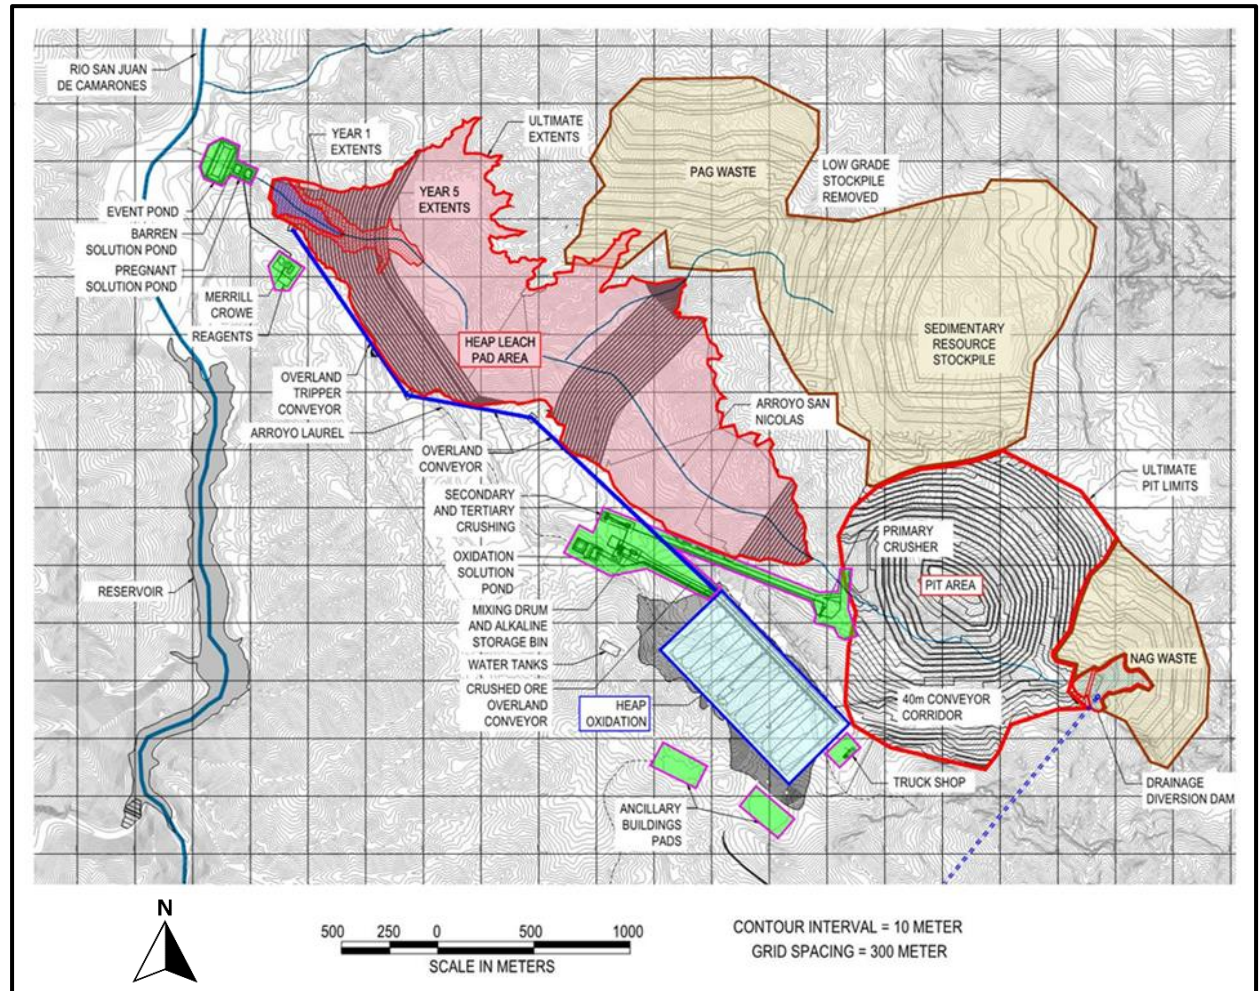 RIO SAN JUAN
DE CAMARONES
YEAR 1
EXTENTS
ULTIMATE
EXTENTS
PAG WASTE
LOW GRADE
STOCKPILE
REMOVED
YEAR 5
EXTENTS
EVENT POND
BARREN
SOLUTION POND
PREGNANT
SOLUTION POND
MERRILL
CROWE
REAGENTS
HEAP LEACH
PAD AREA
SEDIMENTARY
RESOURCE
STOCKPILE
OVERLAND
TRIPPER
CONVEYOR
ARROYO LAUREL
ARROYO SAN
NICOLAS
OVERLAND
CONVEYOR
ULTIMATE
PIT LIMITS
SECONDARY
AND TERTIARY
CRUSHING
PRIMARY
CRUSHER
OXIDATION
SOLUTION
POND
PIT AREA
RESERVOIR
MIXING DRUM
AND ALKALINE
STORAGE BIN
WATER TANKS
NAG WASTE
CRUSHED ORE
OVERLAND
CONVEYOR
HEAP
OXIDATION
40m CONVEYOR
CORRIDOR
TRUCK SHOP
DRAINAGE
DIVERSION DAM
ANCILLARY
BUILDINGS
PADS
N
500 250 0 500 1000
SCALE IN METERS
CONTOUR INTERVAL = 10 METER
GRID SPACING = 300 METER